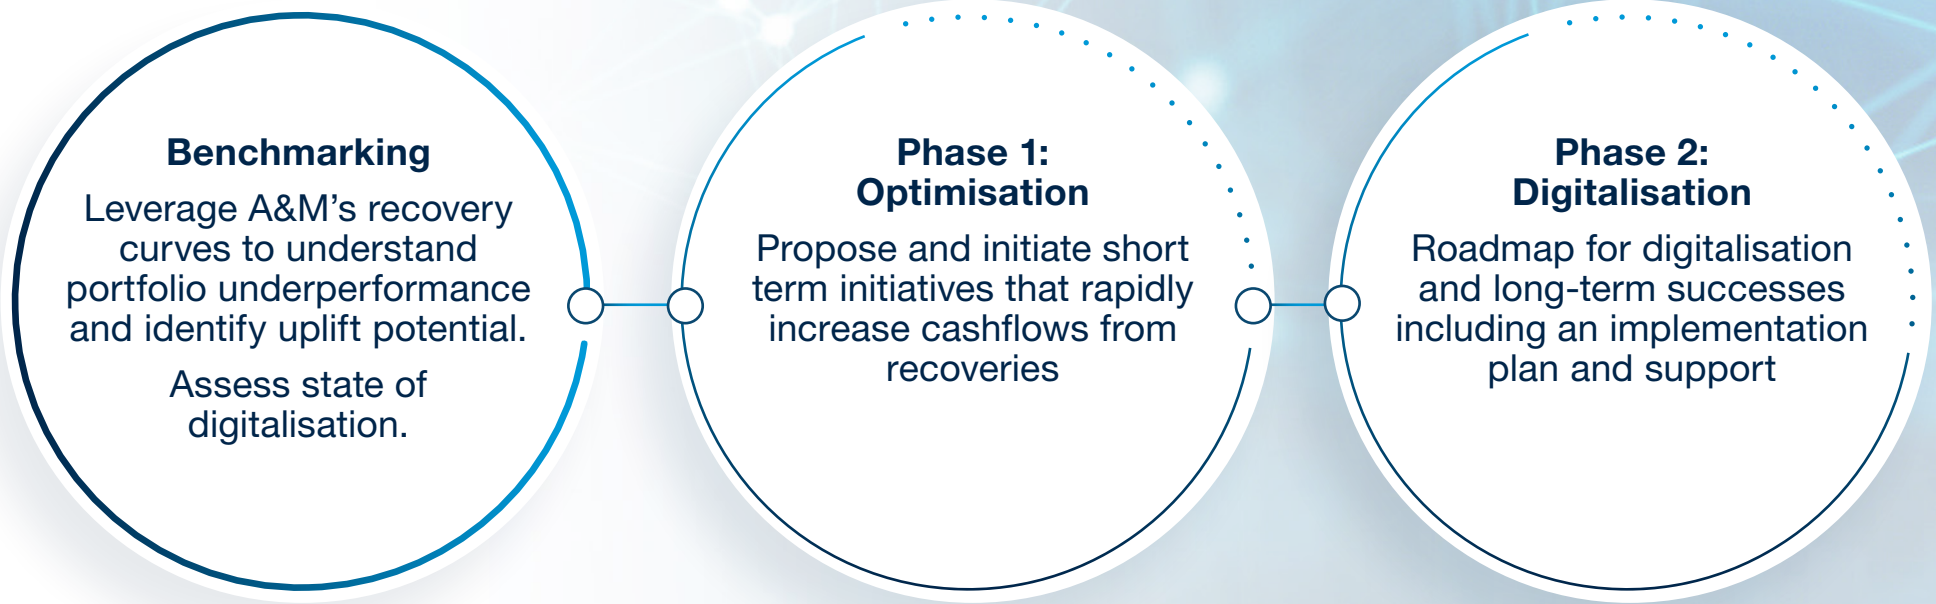 Benchmarking
Leverage A&M’s recovery
curves to understand
portfolio underperformance
and identify uplift potential.
Assess state of
digitalisation.
Phase 1:
Optimisation
Propose and initiate short
term initiatives that rapidly
increase cashflows from
recoveries
Phase 2:
Digitalisation
Roadmap for digitalisation
and long-term successes
including an implementation
plan and support